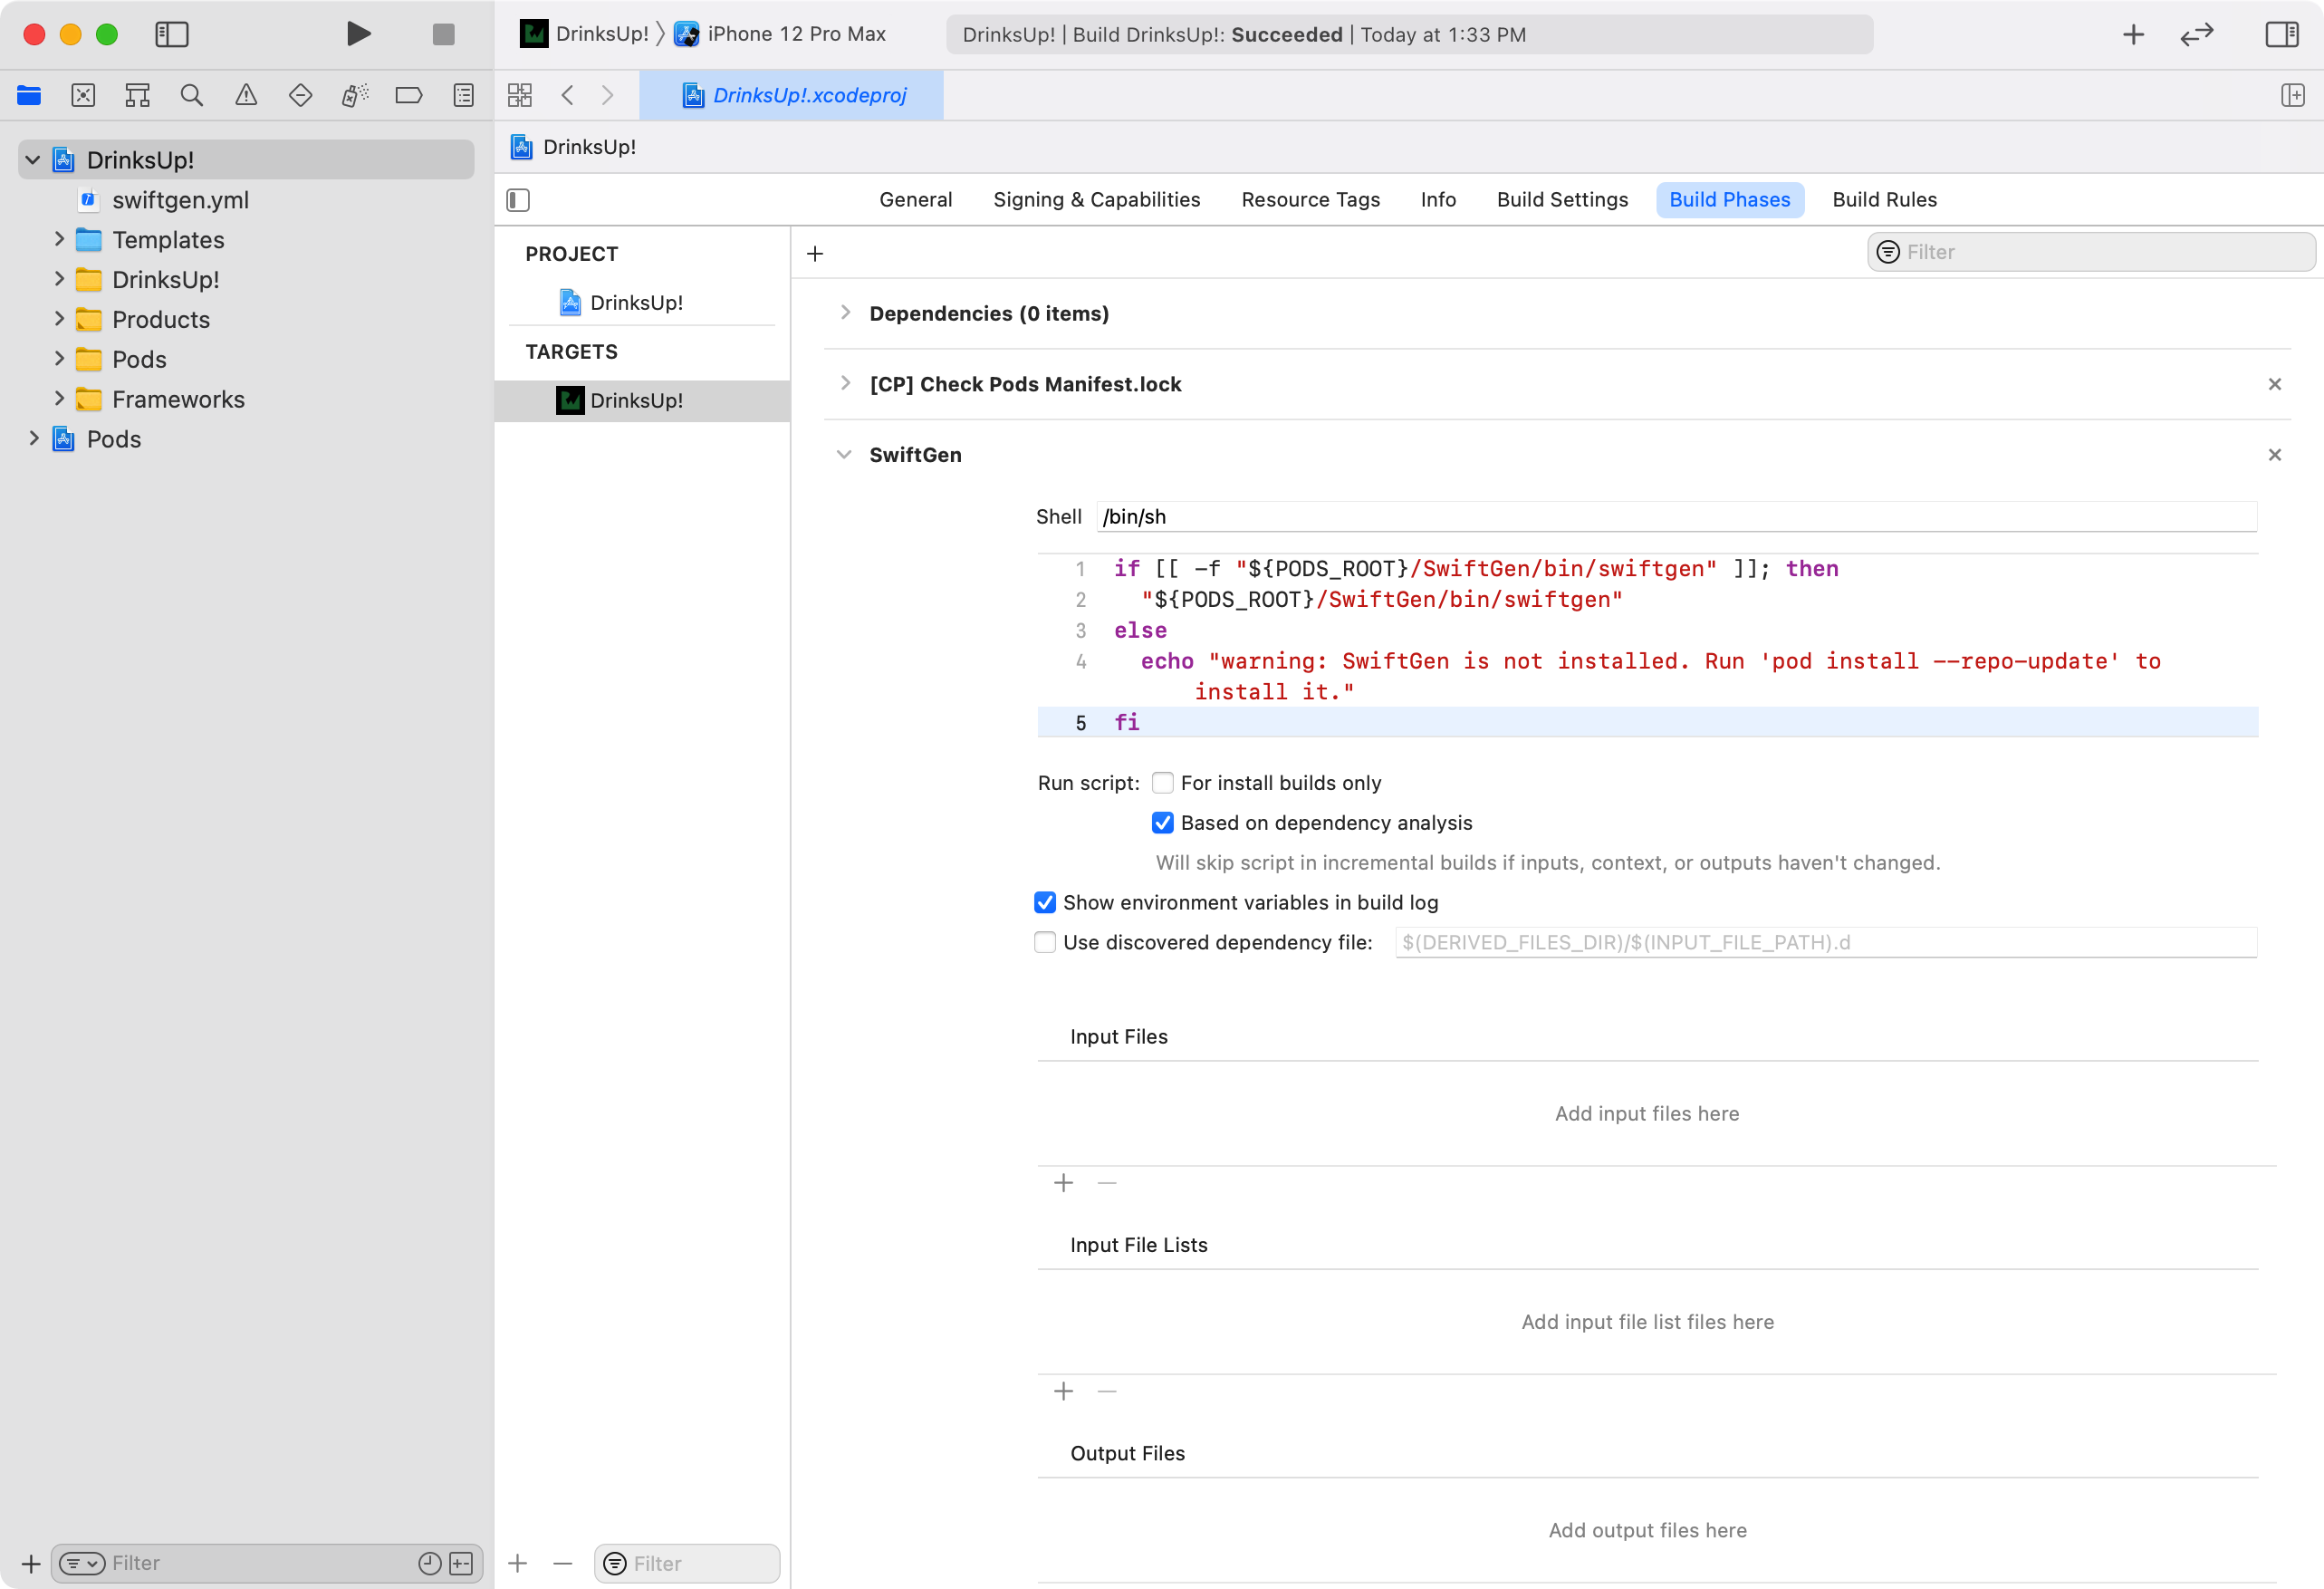 DrinksUp! iPhone 12 Pro Max
DrinksUp! | Build DrinksUp!: Succeeded | Today at 1:33 PM
DrinksUp!.xcodeproj
DrinksUp!
swiftgen.yml
Templates
DrinksUp!
Products
Pods
Frameworks
Pods
Filter
DrinksUp!
General Signing & Capabilities Resource Tags Info Build Settings Build Phases Build Rules
PROJECT
DrinksUp!
TARGETS
DrinksUp!
Filter
Filter
Dependencies (0 items)
[CP] Check Pods Manifest.lock
SwiftGen
Shell /bin/sh
1 if [[ -f "${PODS_ROOT}/SwiftGen/bin/swiftgen" ]]; then
2 "${PODS_ROOT}/SwiftGen/bin/swiftgen"
3 else
4 echo "warning: SwiftGen is not installed. Run 'pod install --repo-update' to
install it."
5 fi
Run script: For install builds only
Based on dependency analysis
Will skip script in incremental builds if inputs, context, or outputs haven't changed.
Show environment variables in build log
Use discovered dependency file: $(DERIVED_FILES_DIR)/$(INPUT_FILE_PATH).d
Input Files
Add input files here
Input File Lists
Add input file list files here
Output Files
Add output files here